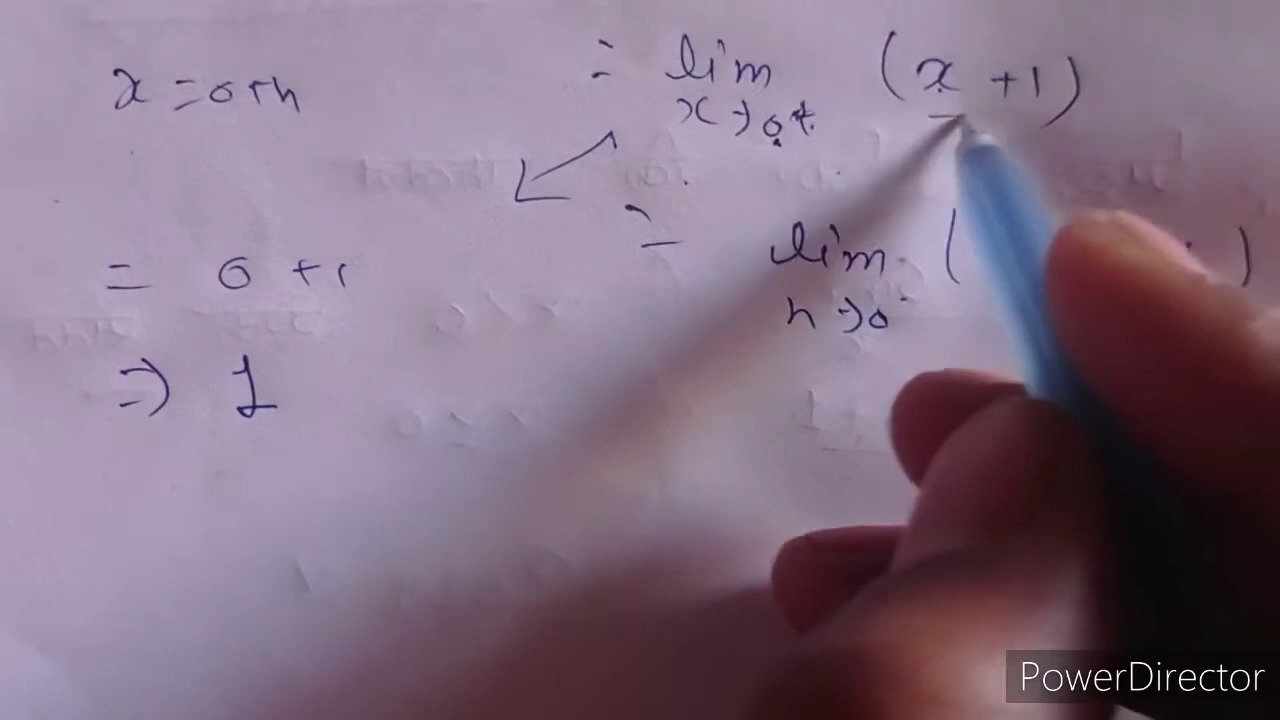 x = 0+h
= lim (x +1)
x→0+
= lim ( )
h→0
= 0 +1
⇒ 1
PowerDirector